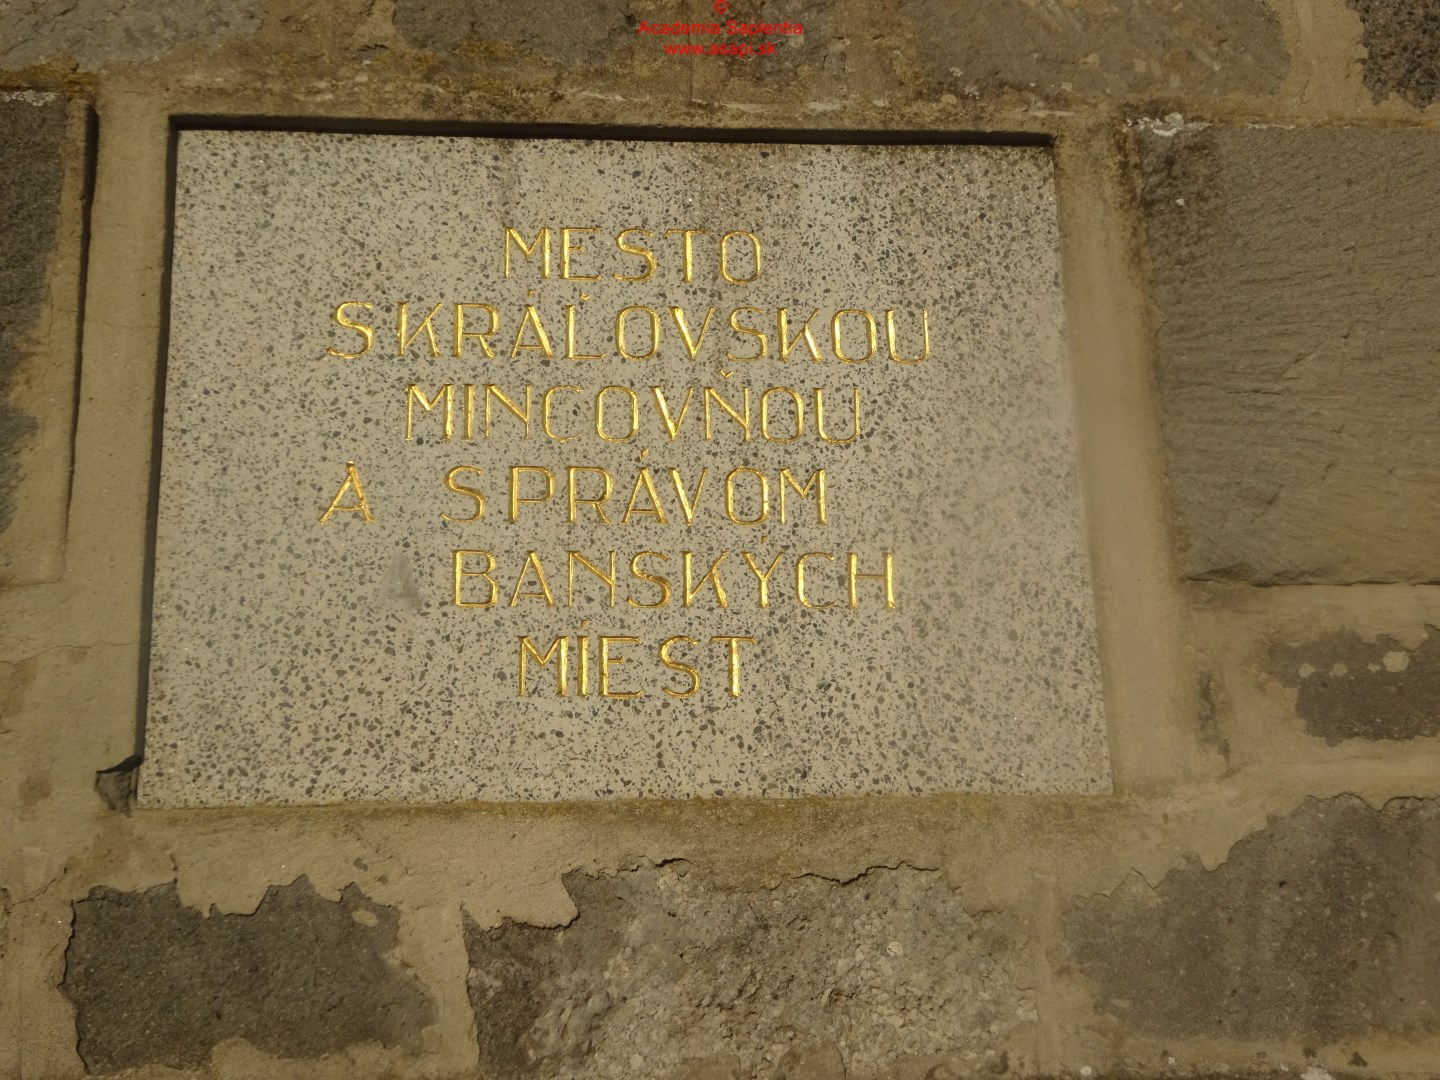 ©
Academia Sapientia
www.asapi.sk
MESTO
S KRÁĽOVSKOU
MINCOVŇOU
A SPRÁVOM
BANSKÝCH
MIEST